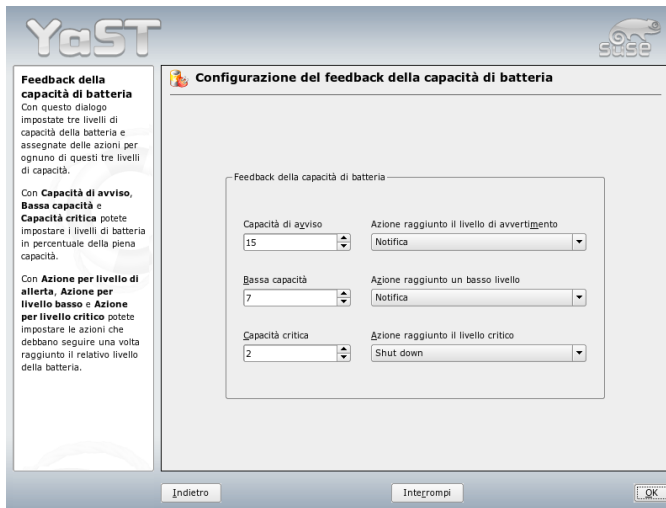 YaST
suse
Feedback della
capacità di batteria
Con questo dialogo
impostate tre livelli di
capacità della batteria e
assegnate delle azioni per
ognuno di questi tre livelli
di capacità.
Con Capacità di avviso,
Bassa capacità e
Capacità critica potete
impostare i livelli di batteria
in percentuale della piena
capacità.
Con Azione per livello di
allerta, Azione per
livello basso e Azione
per livello critico potete
impostare le azioni che
debbano seguire una volta
raggiunto il relativo livello
della batteria.
Configurazione del feedback della capacità di batteria
Feedback della capacità di batteria
Capacità di avviso Azione raggiunto il livello di avvertimento
15 Notifica
Bassa capacità Azione raggiunto un basso livello
7 Notifica
Capacità critica Azione raggiunto il livello critico
2 Shut down
Indietro Interrompi OK